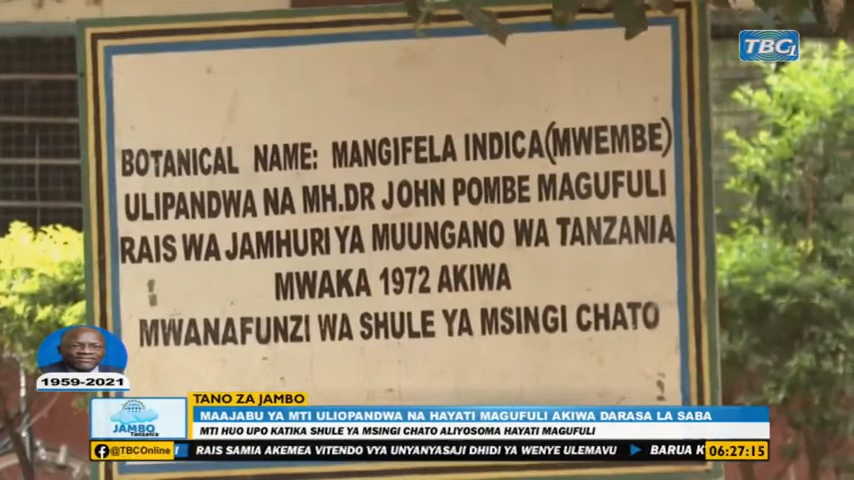 TBC1
BOTANICAL NAME: MANGIFELA INDICA(MWEMBE)
ULIPANDWA NA MH.DR JOHN POMBE MAGUFULI
RAIS WA JAMHURI YA MUUNGANO WA TANZANIA
MWAKA 1972 AKIWA
MWANAFUNZI WA SHULE YA MSINGI CHATO
1959-2021
TANO ZA JAMBO
JAMBO
Tanzania
MAAJABU YA MTI ULIOPANDWA NA HAYATI MAGUFULI AKIWA DARASA LA SABA
MTI HUO UPO KATIKA SHULE YA MSINGI CHATO ALIYOSOMA HAYATI MAGUFULI
@TBCOnline
RAIS SAMIA AKEMEA VITENDO VYA UNYANYASAJI DHIDI YA WENYE ULEMAVU
BARUA K
06:27:15